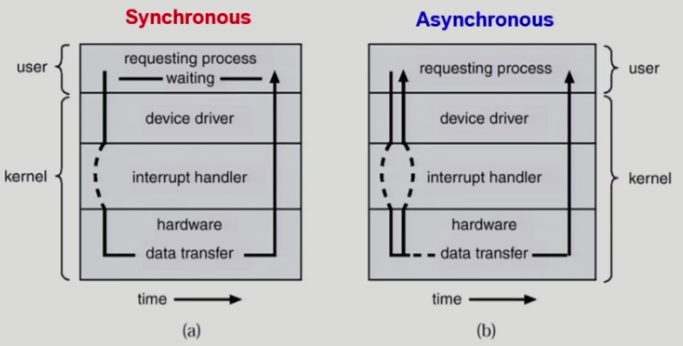 Synchronous
user
requesting process
waiting
device driver
kernel
interrupt handler
hardware
data transfer
time
(a)
Asynchronous
requesting process
user
device driver
interrupt handler
kernel
hardware
data transfer
time
(b)